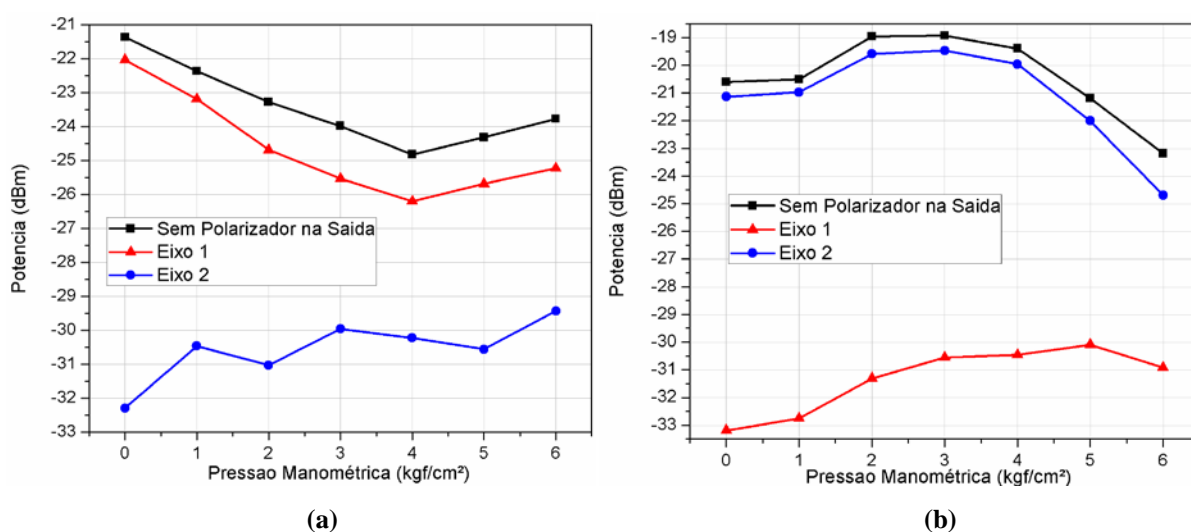 -21
-22
-23
-24
-25
-26
-27
-28
-29
-30
-31
-32
-33
Potencia (dBm)
Sem Polarizador na Saida
Eixo 1
Eixo 2
0 1 2 3 4 5 6
Pressao Manométrica (kgf/cm²)
(a)
-19
-20
-21
-22
-23
-24
-25
-26
-27
-28
-29
-30
-31
-32
-33
Potencia (dBm)
Sem Polarizador na Saida
Eixo 1
Eixo 2
0 1 2 3 4 5 6
Pressao Manométrica (kgf/cm²)
(b)